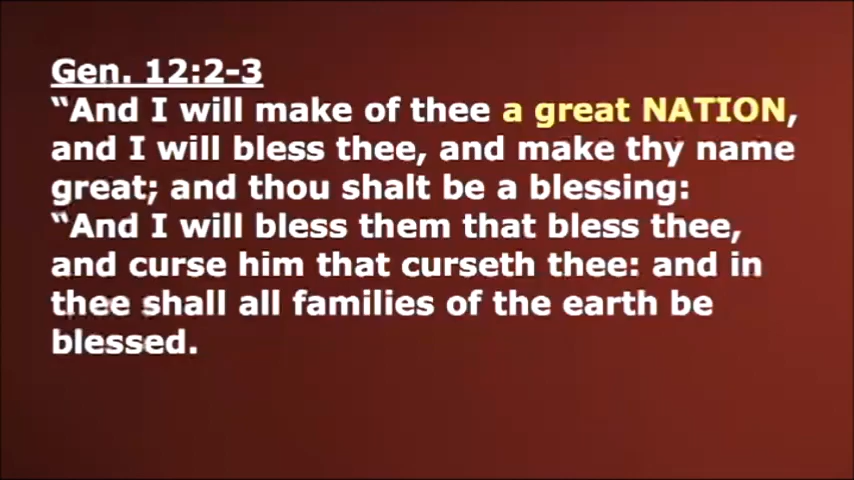 Gen. 12:2-3
“And I will make of thee a great NATION,
and I will bless thee, and make thy name
great; and thou shalt be a blessing:
“And I will bless them that bless thee,
and curse him that curseth thee: and in
thee shall all families of the earth be
blessed.